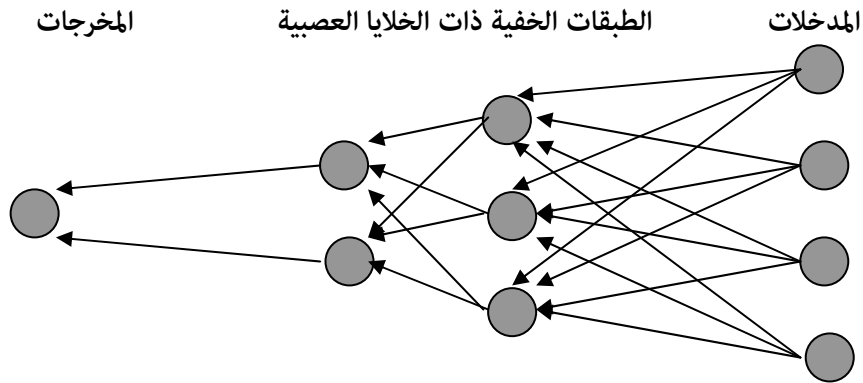 المدخلات
الطبقات الخفية ذات الخلايا العصبية
المخرجات